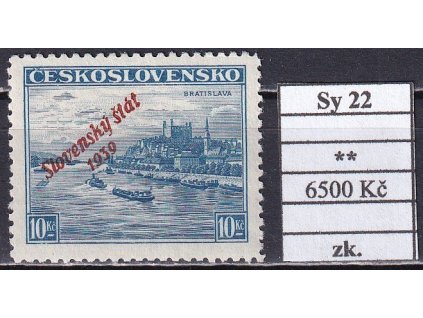 ČESKOSLOVENSKO
BRATISLAVA
Slovenský štát
1939
10Kč
10Kč
Sy 22
**
6500 Kč
zk.